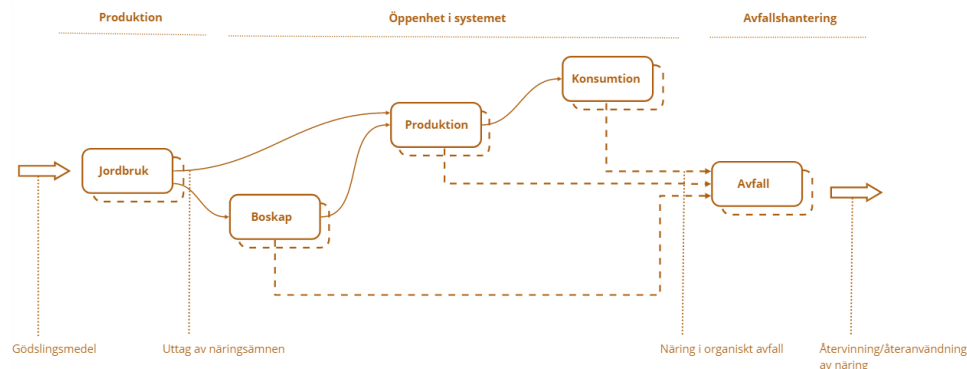 Produktion
Öppenhet i systemet
Avfallshantering
Konsumtion
Produktion
Jordbruk
Avfall
Boskap
Gödslingsmedel
Uttag av näringsämnen
Näring i organiskt avfall
Återvinning/återanvändning
av näring